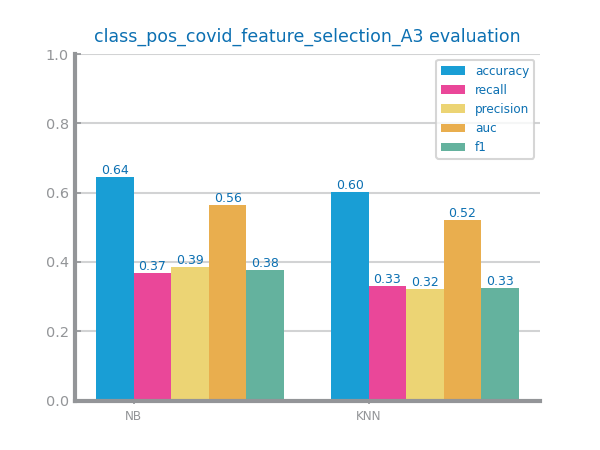 class_pos_covid_feature_selection_A3 evaluation
1.0
0.8
0.6
0.4
0.2
0.0
accuracy
recall
precision
auc
f1
0.64
0.37
0.39
0.56
0.38
0.60
0.33
0.32
0.52
0.33
NB
KNN